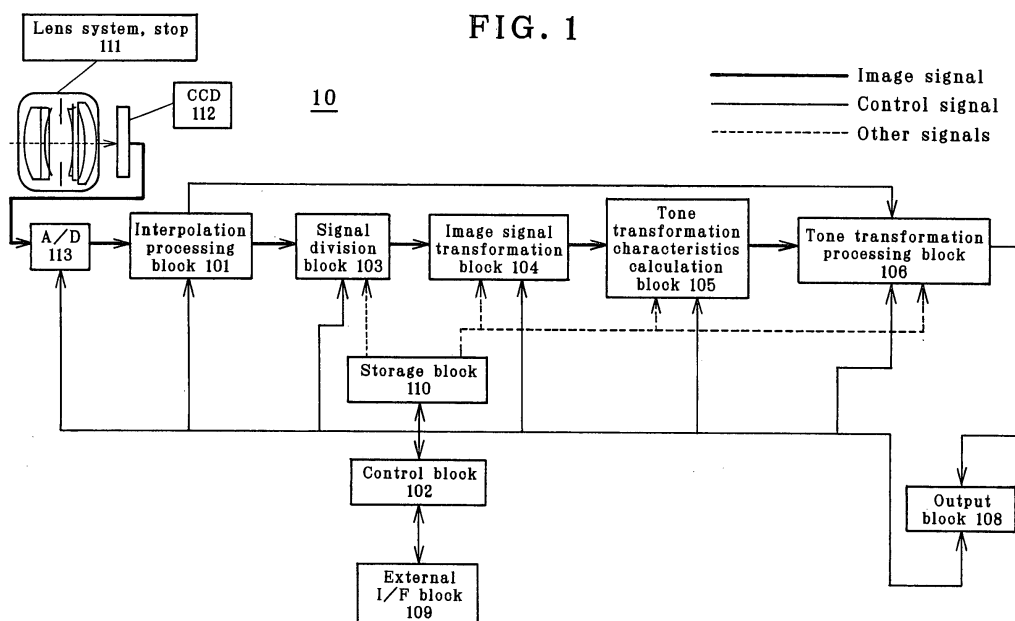 FIG. 1
Lens system, stop
111
CCD
112
10
Image signal
Control signal
Other signals
A/D
113
Interpolation
processing
block 101
Signal
division
block 103
Image signal
transformation
block 104
Tone
transformation
characteristics
calculation
block 105
Tone transformation
processing block
106
Storage block
110
Control block
102
Output
block 108
External
I/F block
109